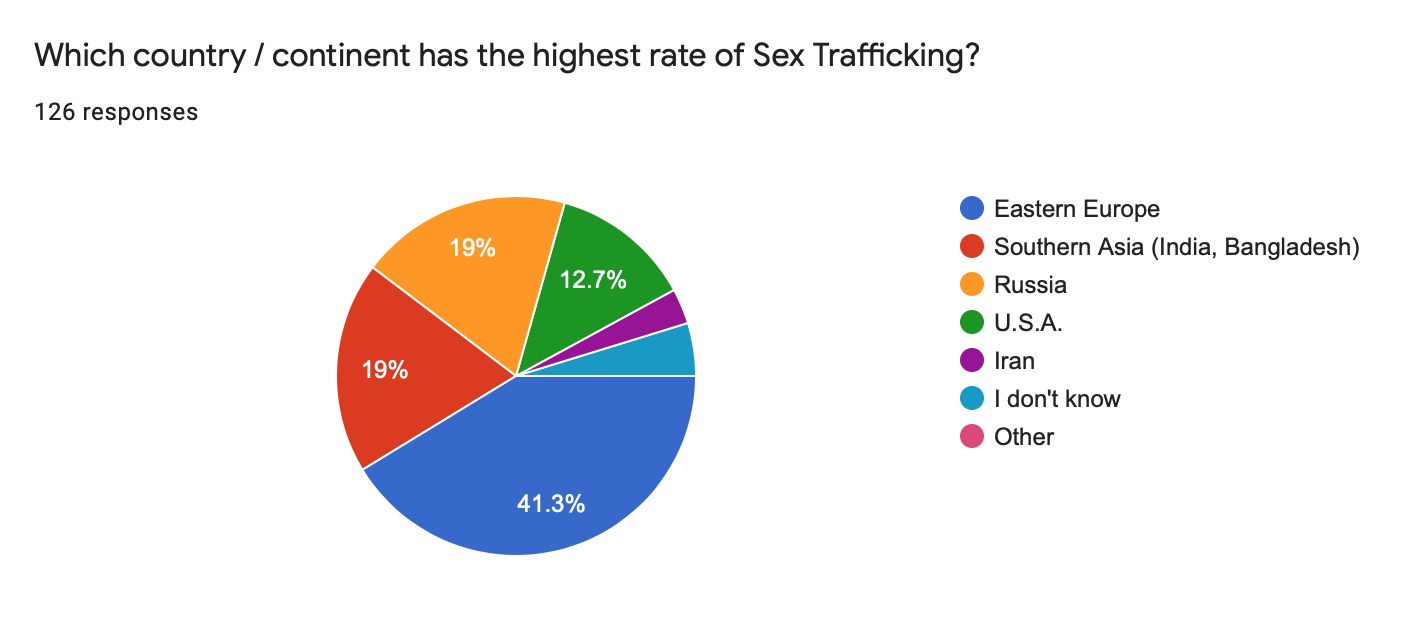 Which country / continent has the highest rate of Sex Trafficking?
126 responses
19%
12.7%
19%
41.3%
Eastern Europe
Southern Asia (India, Bangladesh)
Russia
U.S.A.
Iran
I don't know
Other